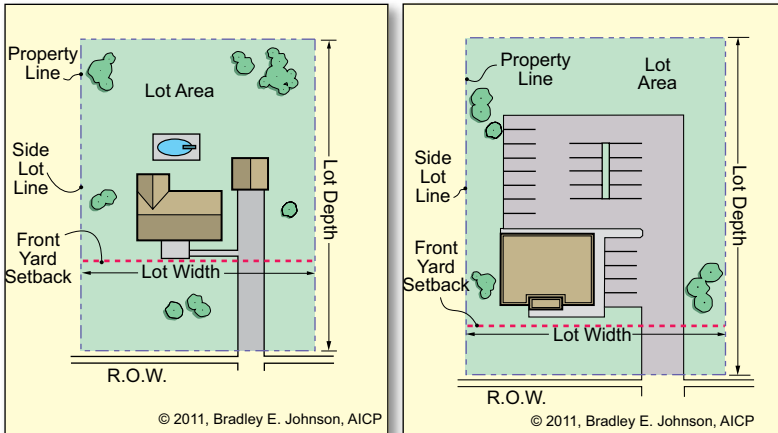 Property
Line
Lot Area
Side
Lot
Line
Lot Depth
Front
Yard
Setback
Lot Width
R.O.W.
© 2011, Bradley E. Johnson, AICP
Property
Line
Lot
Area
Side
Lot
Line
Lot Depth
Front
Yard
Setback
Lot Width
R.O.W.
© 2011, Bradley E. Johnson, AICP